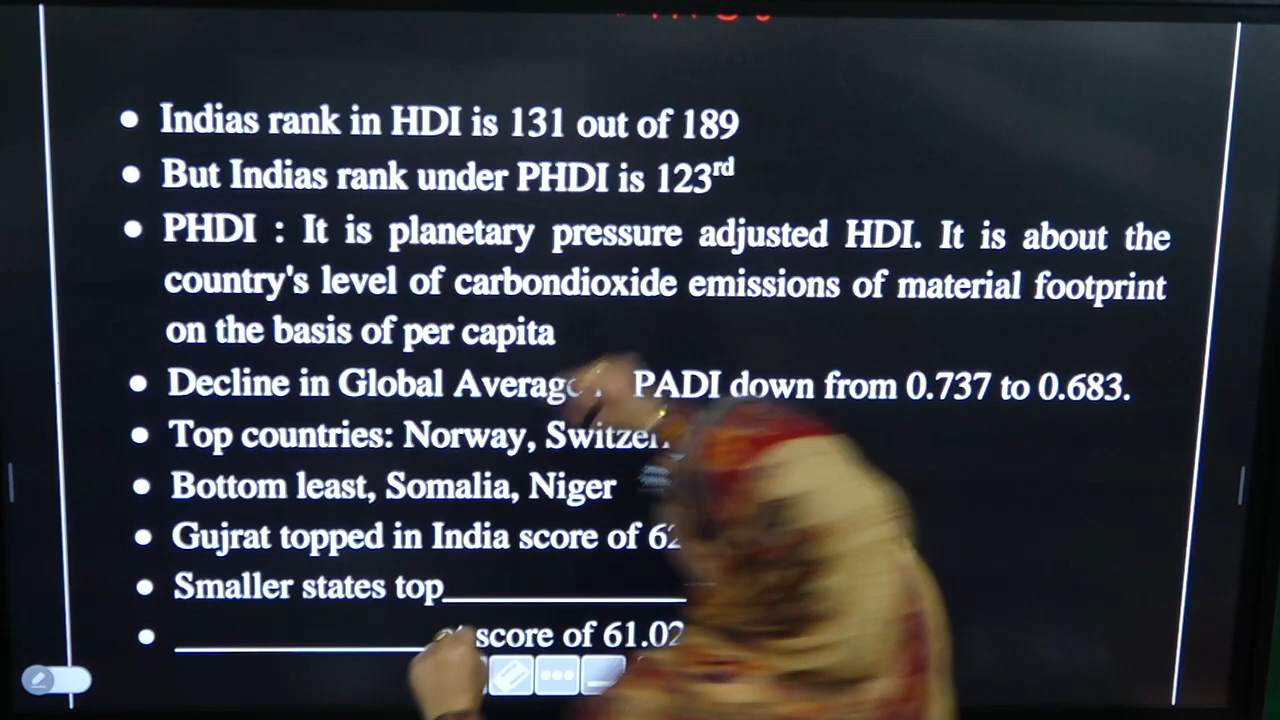 • Indias rank in HDI is 131 out of 189
• But Indias rank under PHDI is 123rd
• PHDI : It is planetary pressure adjusted HDI. It is about the
country's level of carbondioxide emissions of material footprint
on the basis of per capita
• Decline in Global Average PADI down from 0.737 to 0.683.
• Top countries: Norway,
• Bottom least, Somalia, Niger
• Gujrat topped in India score of
• Smaller states top
• score of 61.02